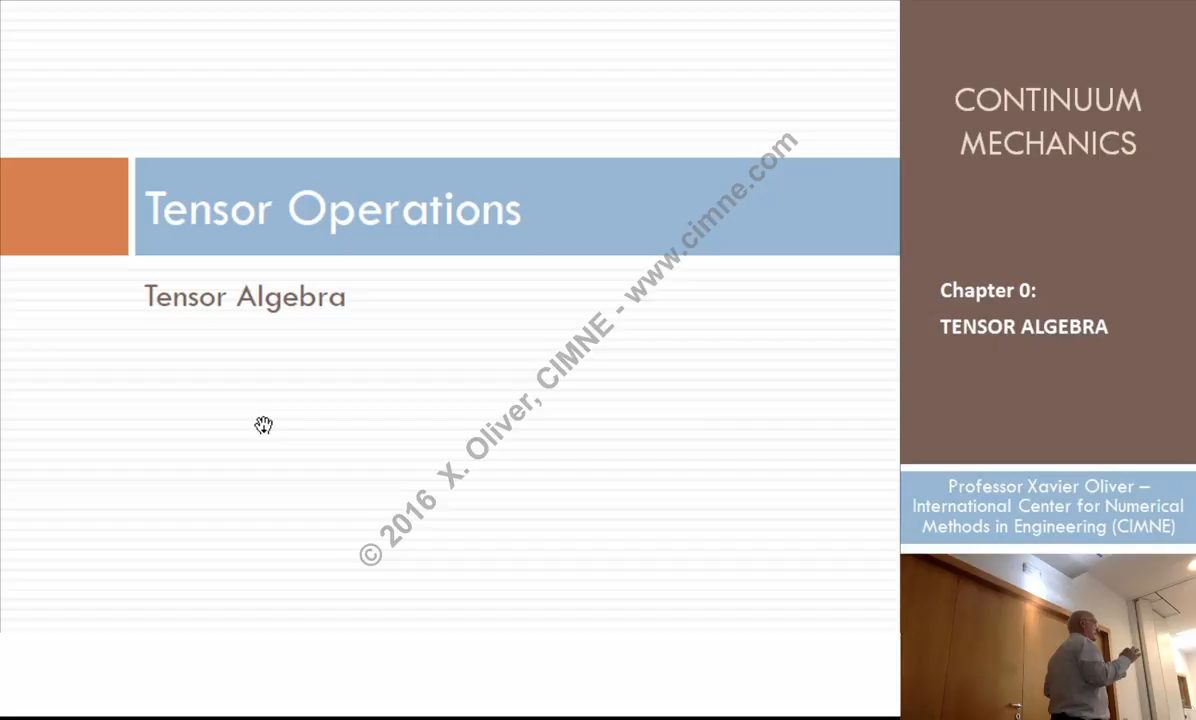 Tensor Operations
Tensor Algebra
© 2016 X. Oliver, CIMNE - www.cimne.com
CONTINUUM
MECHANICS
Chapter 0:
TENSOR ALGEBRA
Professor Xavier Oliver –
International Center for Numerical
Methods in Engineering (CIMNE)